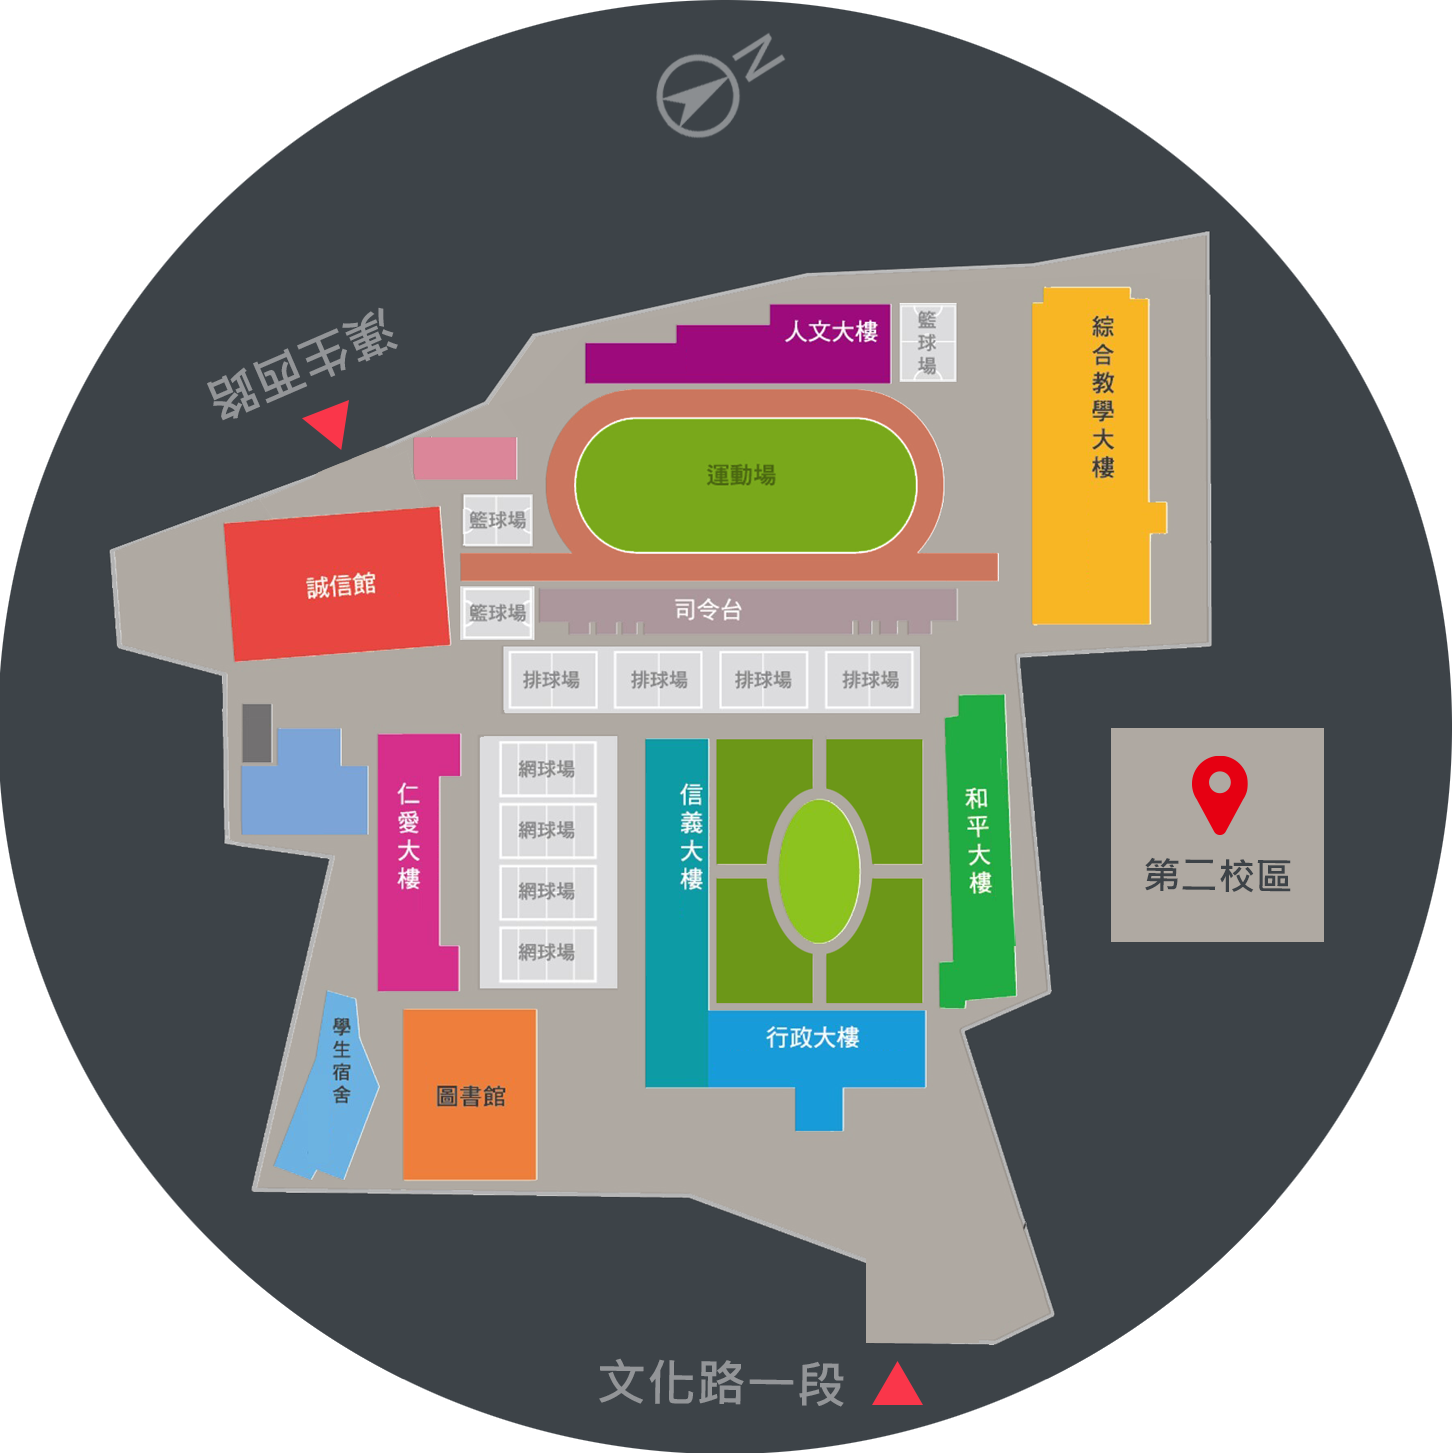 N
漢生西路
人文大樓
籃球場
綜合教學大樓
運動場
籃球場
誠信館
籃球場
司令台
排球場
排球場
排球場
排球場
仁愛大樓
網球場
網球場
網球場
網球場
信義大樓
和平大樓
第二校區
學生宿舍
圖書館
行政大樓
文化路一段